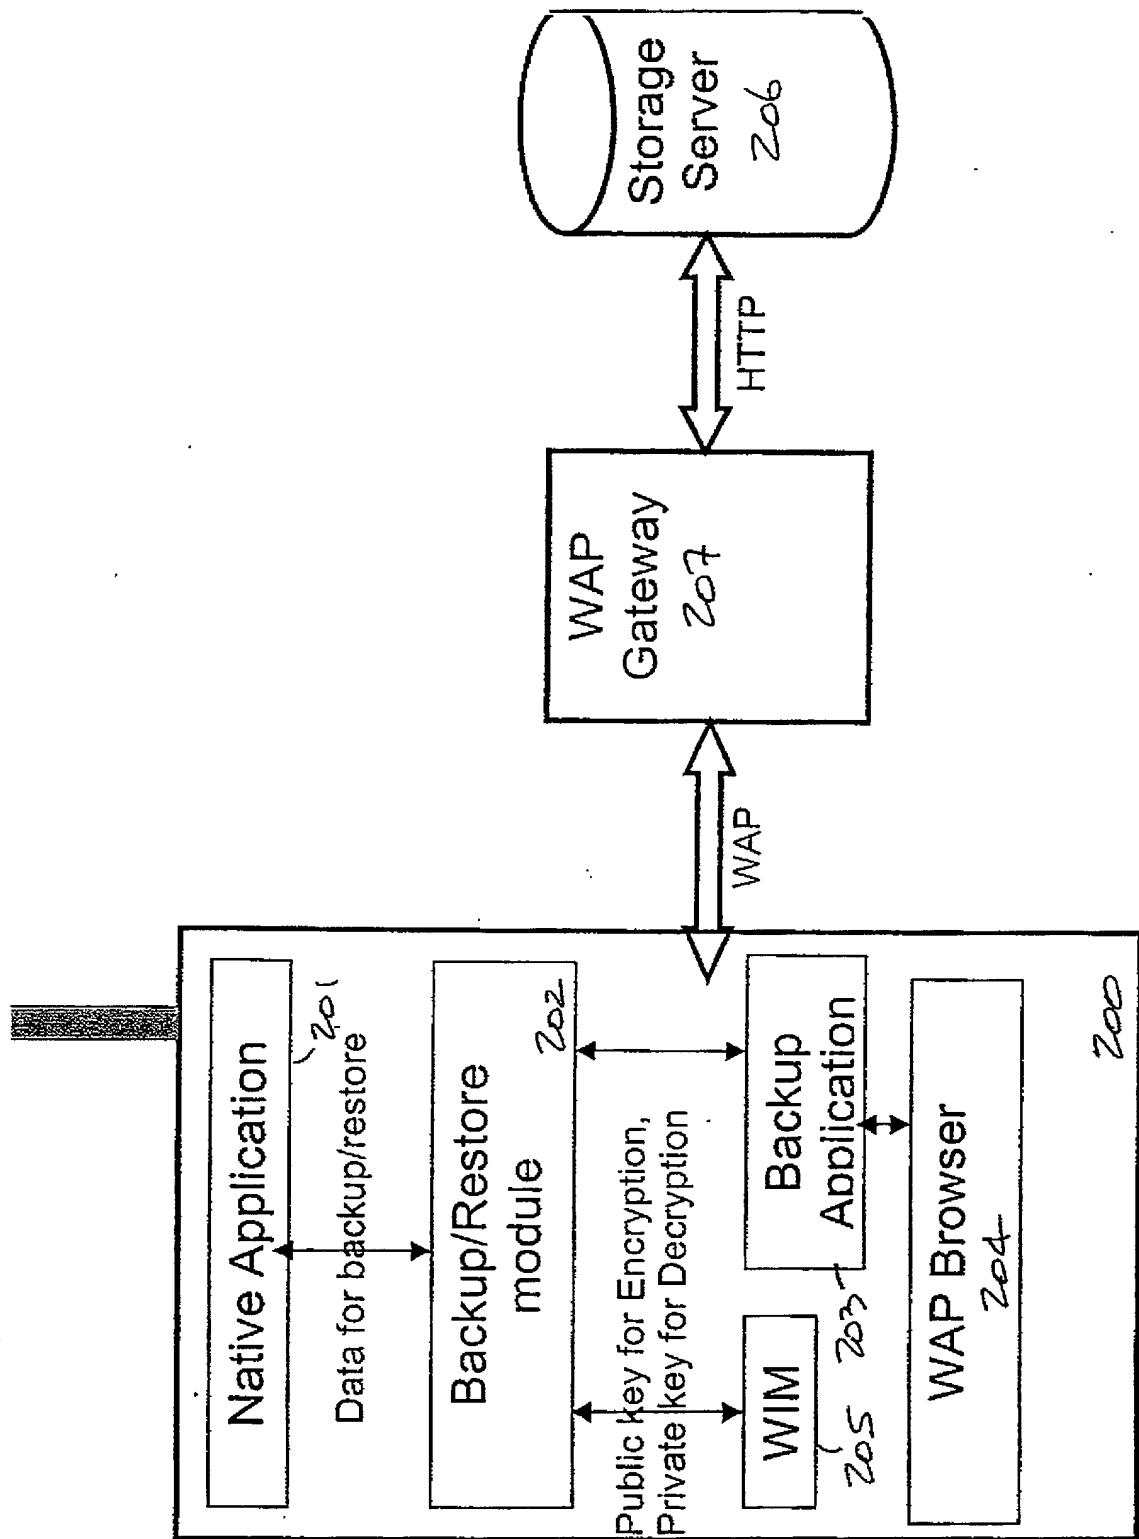 Native Application
201
Data for backup/restore
Backup/Restore
module
202
Public key for Encryption,
Private key for Decryption
WIM
205
Backup
Application
203
WAP Browser
204
200
WAP
WAP
Gateway
207
HTTP
Storage
Server
206